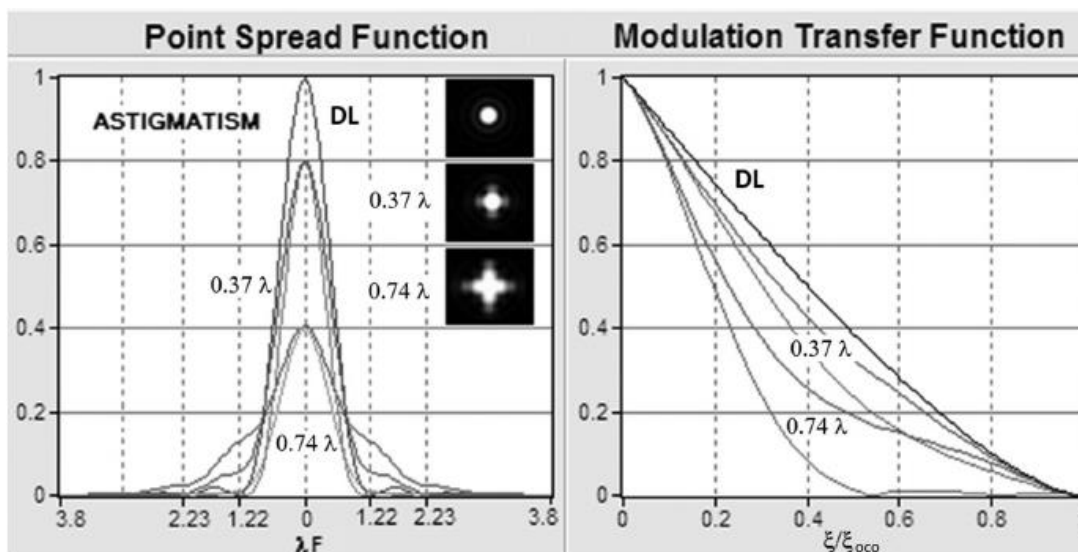 Point Spread Function
Modulation Transfer Function
1
0.8
0.6
0.4
0.2
0
ASTIGMATISM
DL
0.37 λ
0.37 λ
0.74 λ
0.74 λ
3.8 2.23 1.22 0 1.22 2.23 3.8
λF
1
0.8
0.6
0.4
0.2
0
DL
0.37 λ
0.74 λ
0 0.2 0.4 0.6 0.8 1
ξ/ξoco